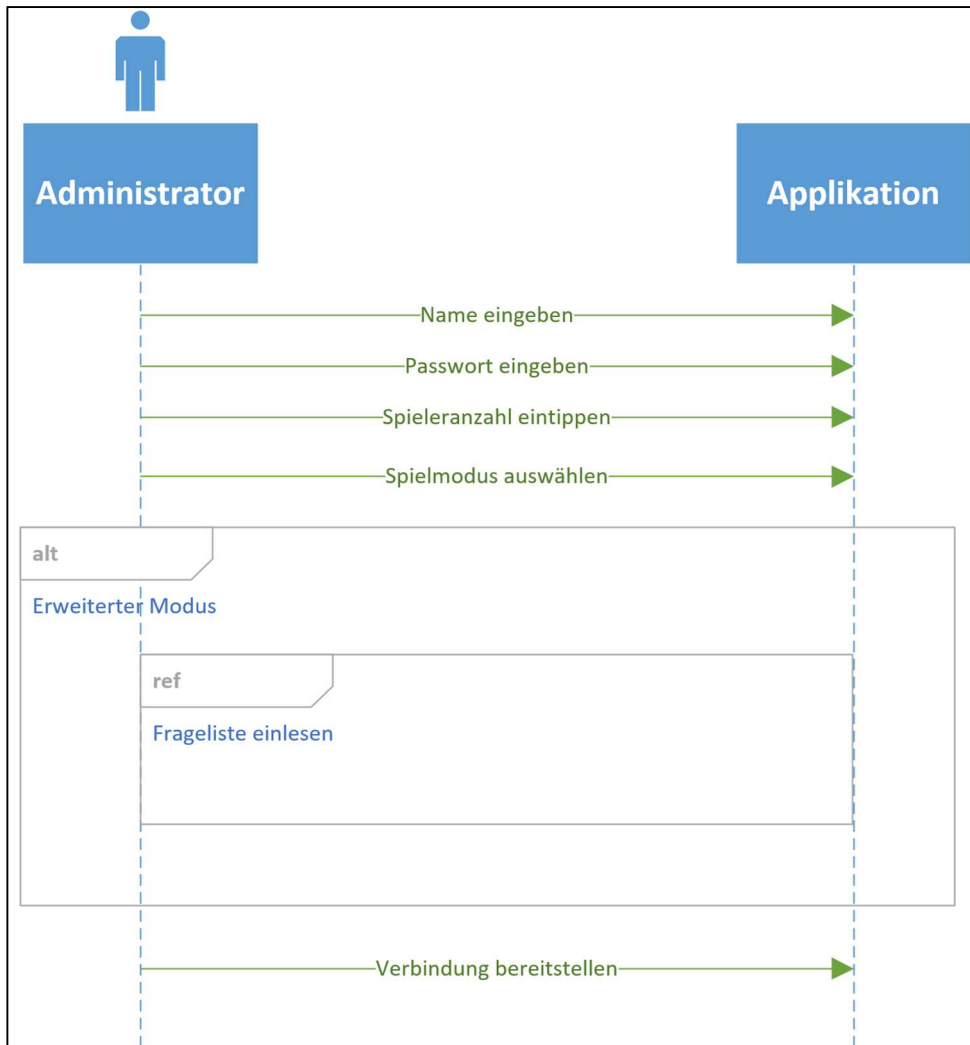 Administrator
Applikation
Name eingeben
Passwort eingeben
Spieleranzahl eintippen
Spielmodus auswählen
alt
Erweiterter Modus
ref
Frageliste einlesen
Verbindung bereitstellen